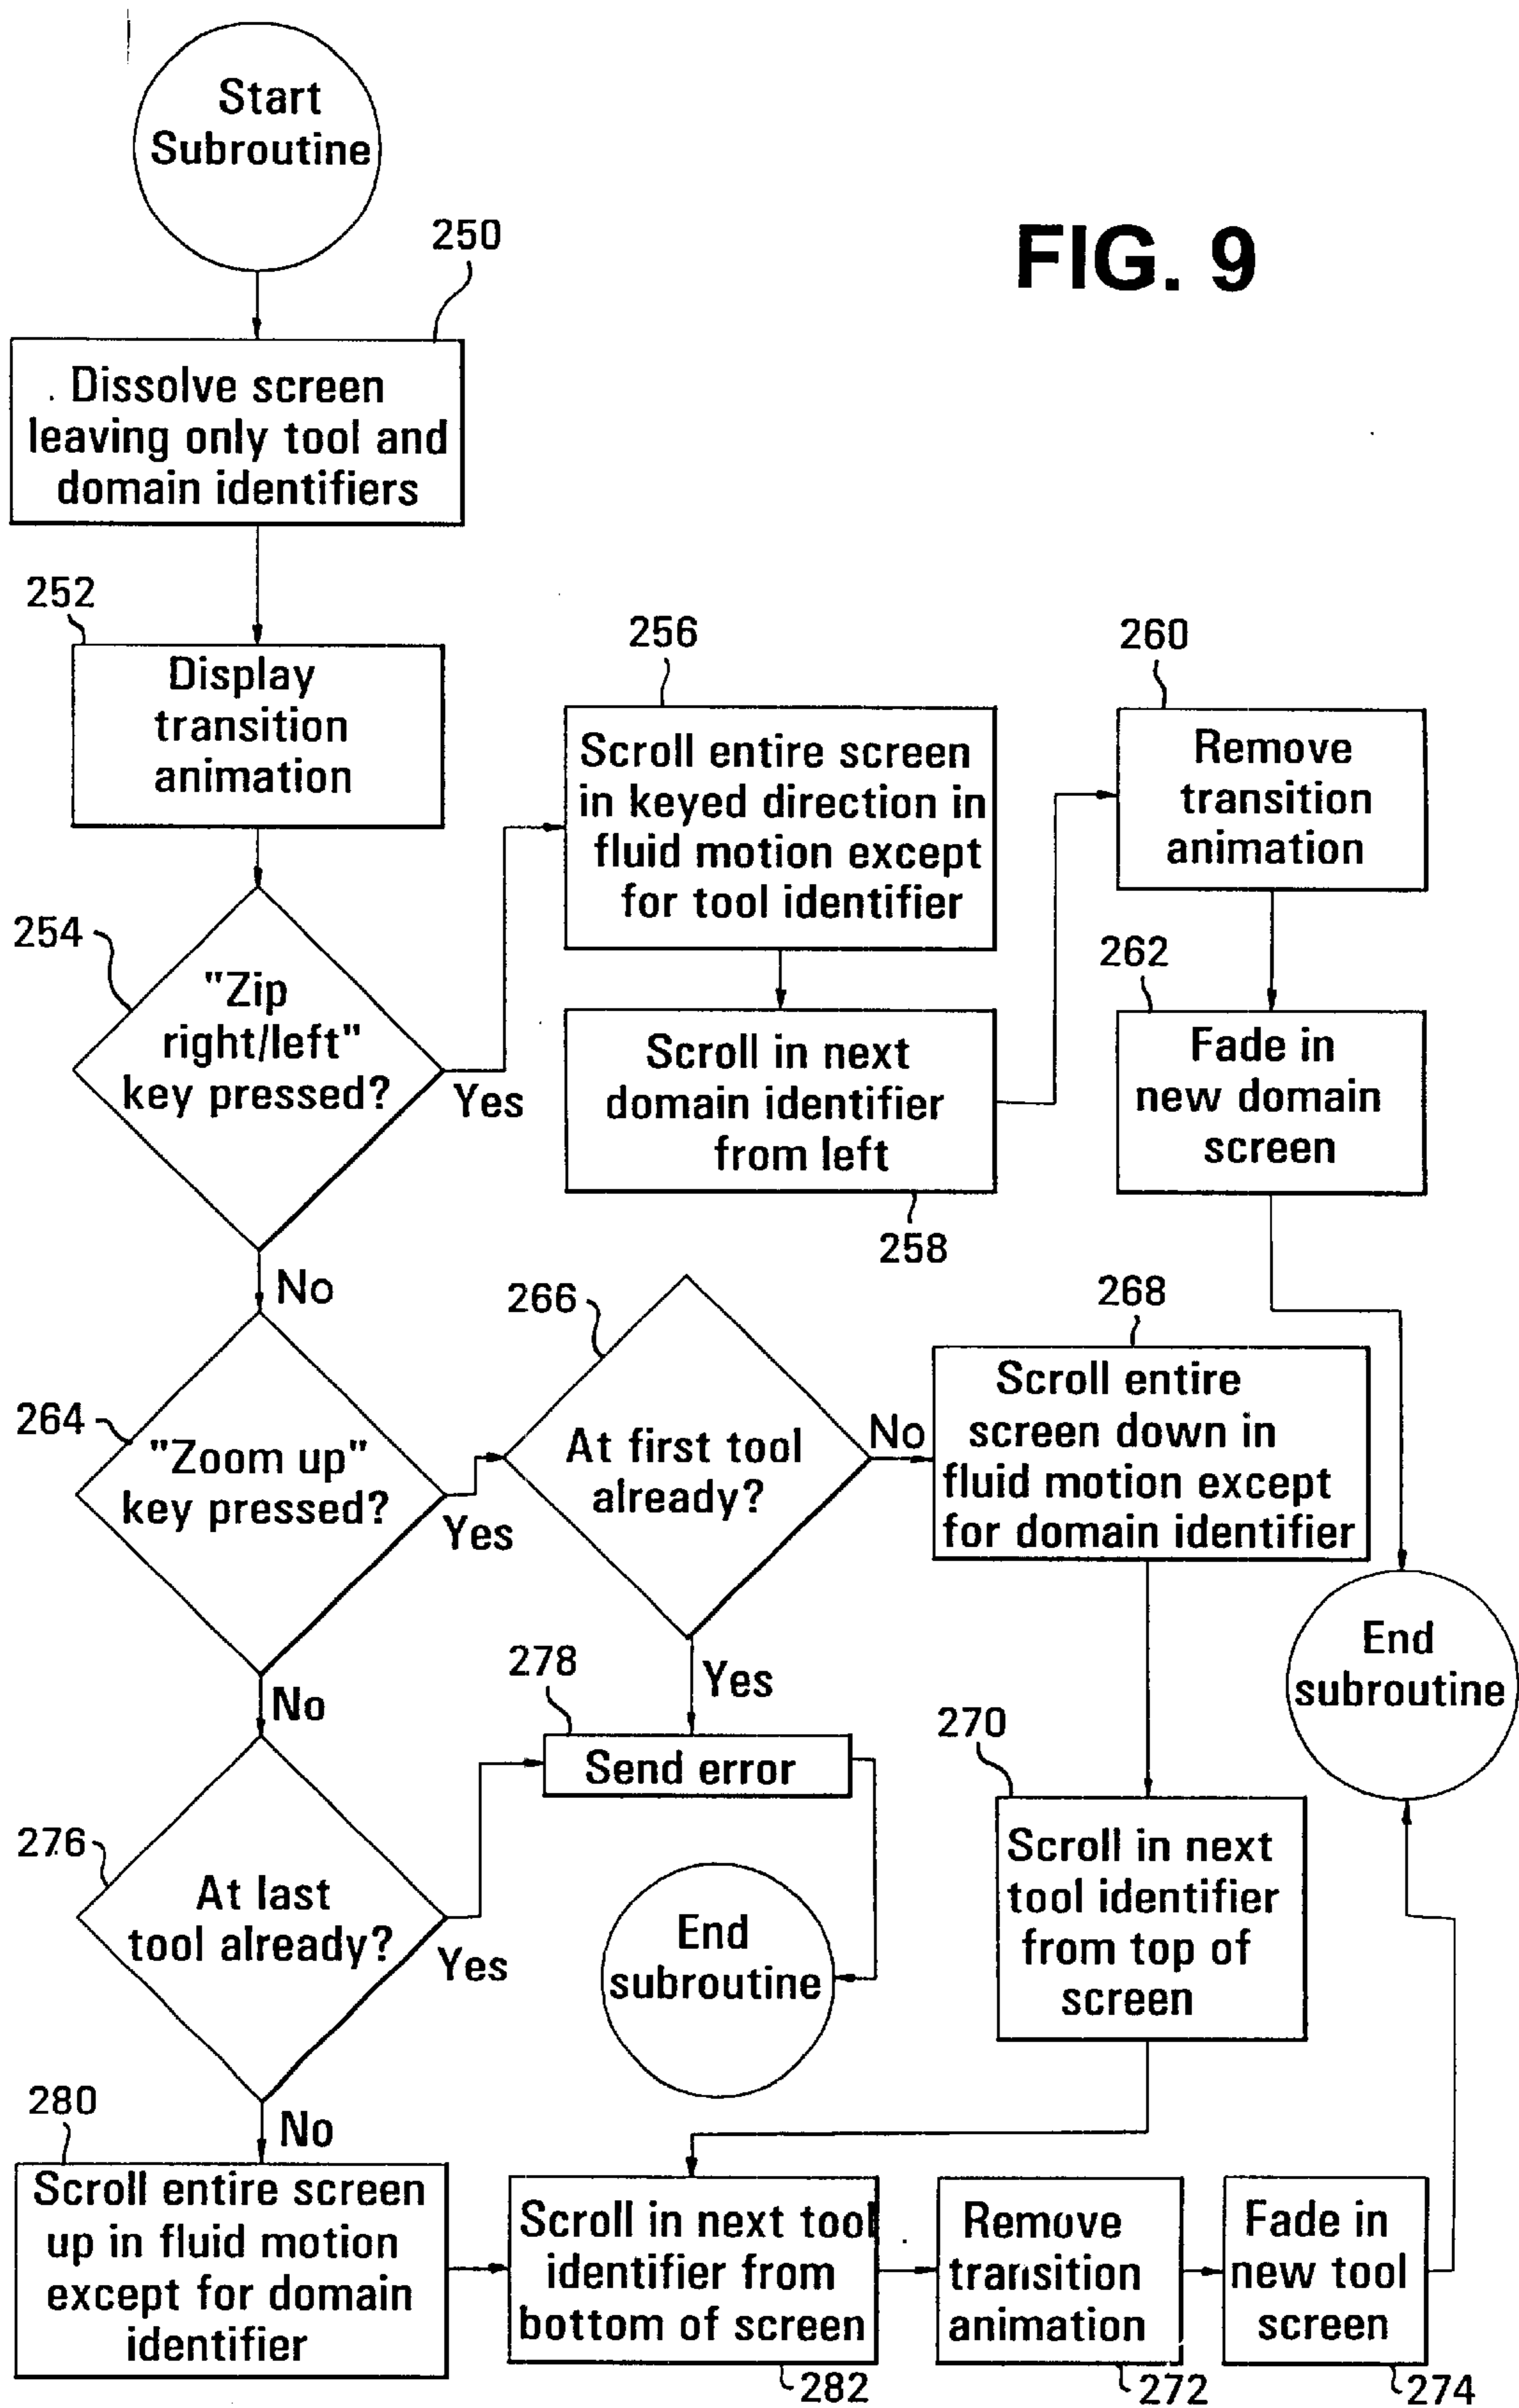 Start
Subroutine
FIG. 9
250
Dissolve screen
leaving only tool and
domain identifiers
252
Display
transition
animation
254
"Zip
right/left"
key pressed?
Yes
No
256
Scroll entire screen
in keyed direction in
fluid motion except
for tool identifier
Scroll in next
domain identifier
from left
258
260
Remove
transition
animation
262
Fade in
new domain
screen
264
"Zoom up"
key pressed?
Yes
No
266
At first tool
already?
No
Yes
268
Scroll entire
screen down in
fluid motion except
for domain identifier
End
subroutine
270
Scroll in next
tool identifier
from top of
screen
278
Send error
End
subroutine
276
At last
tool already?
Yes
No
280
Scroll entire screen
up in fluid motion
except for domain
identifier
Scroll in next tool
identifier from
bottom of screen
282
Remove
transition
animation
272
Fade in
new tool
screen
274